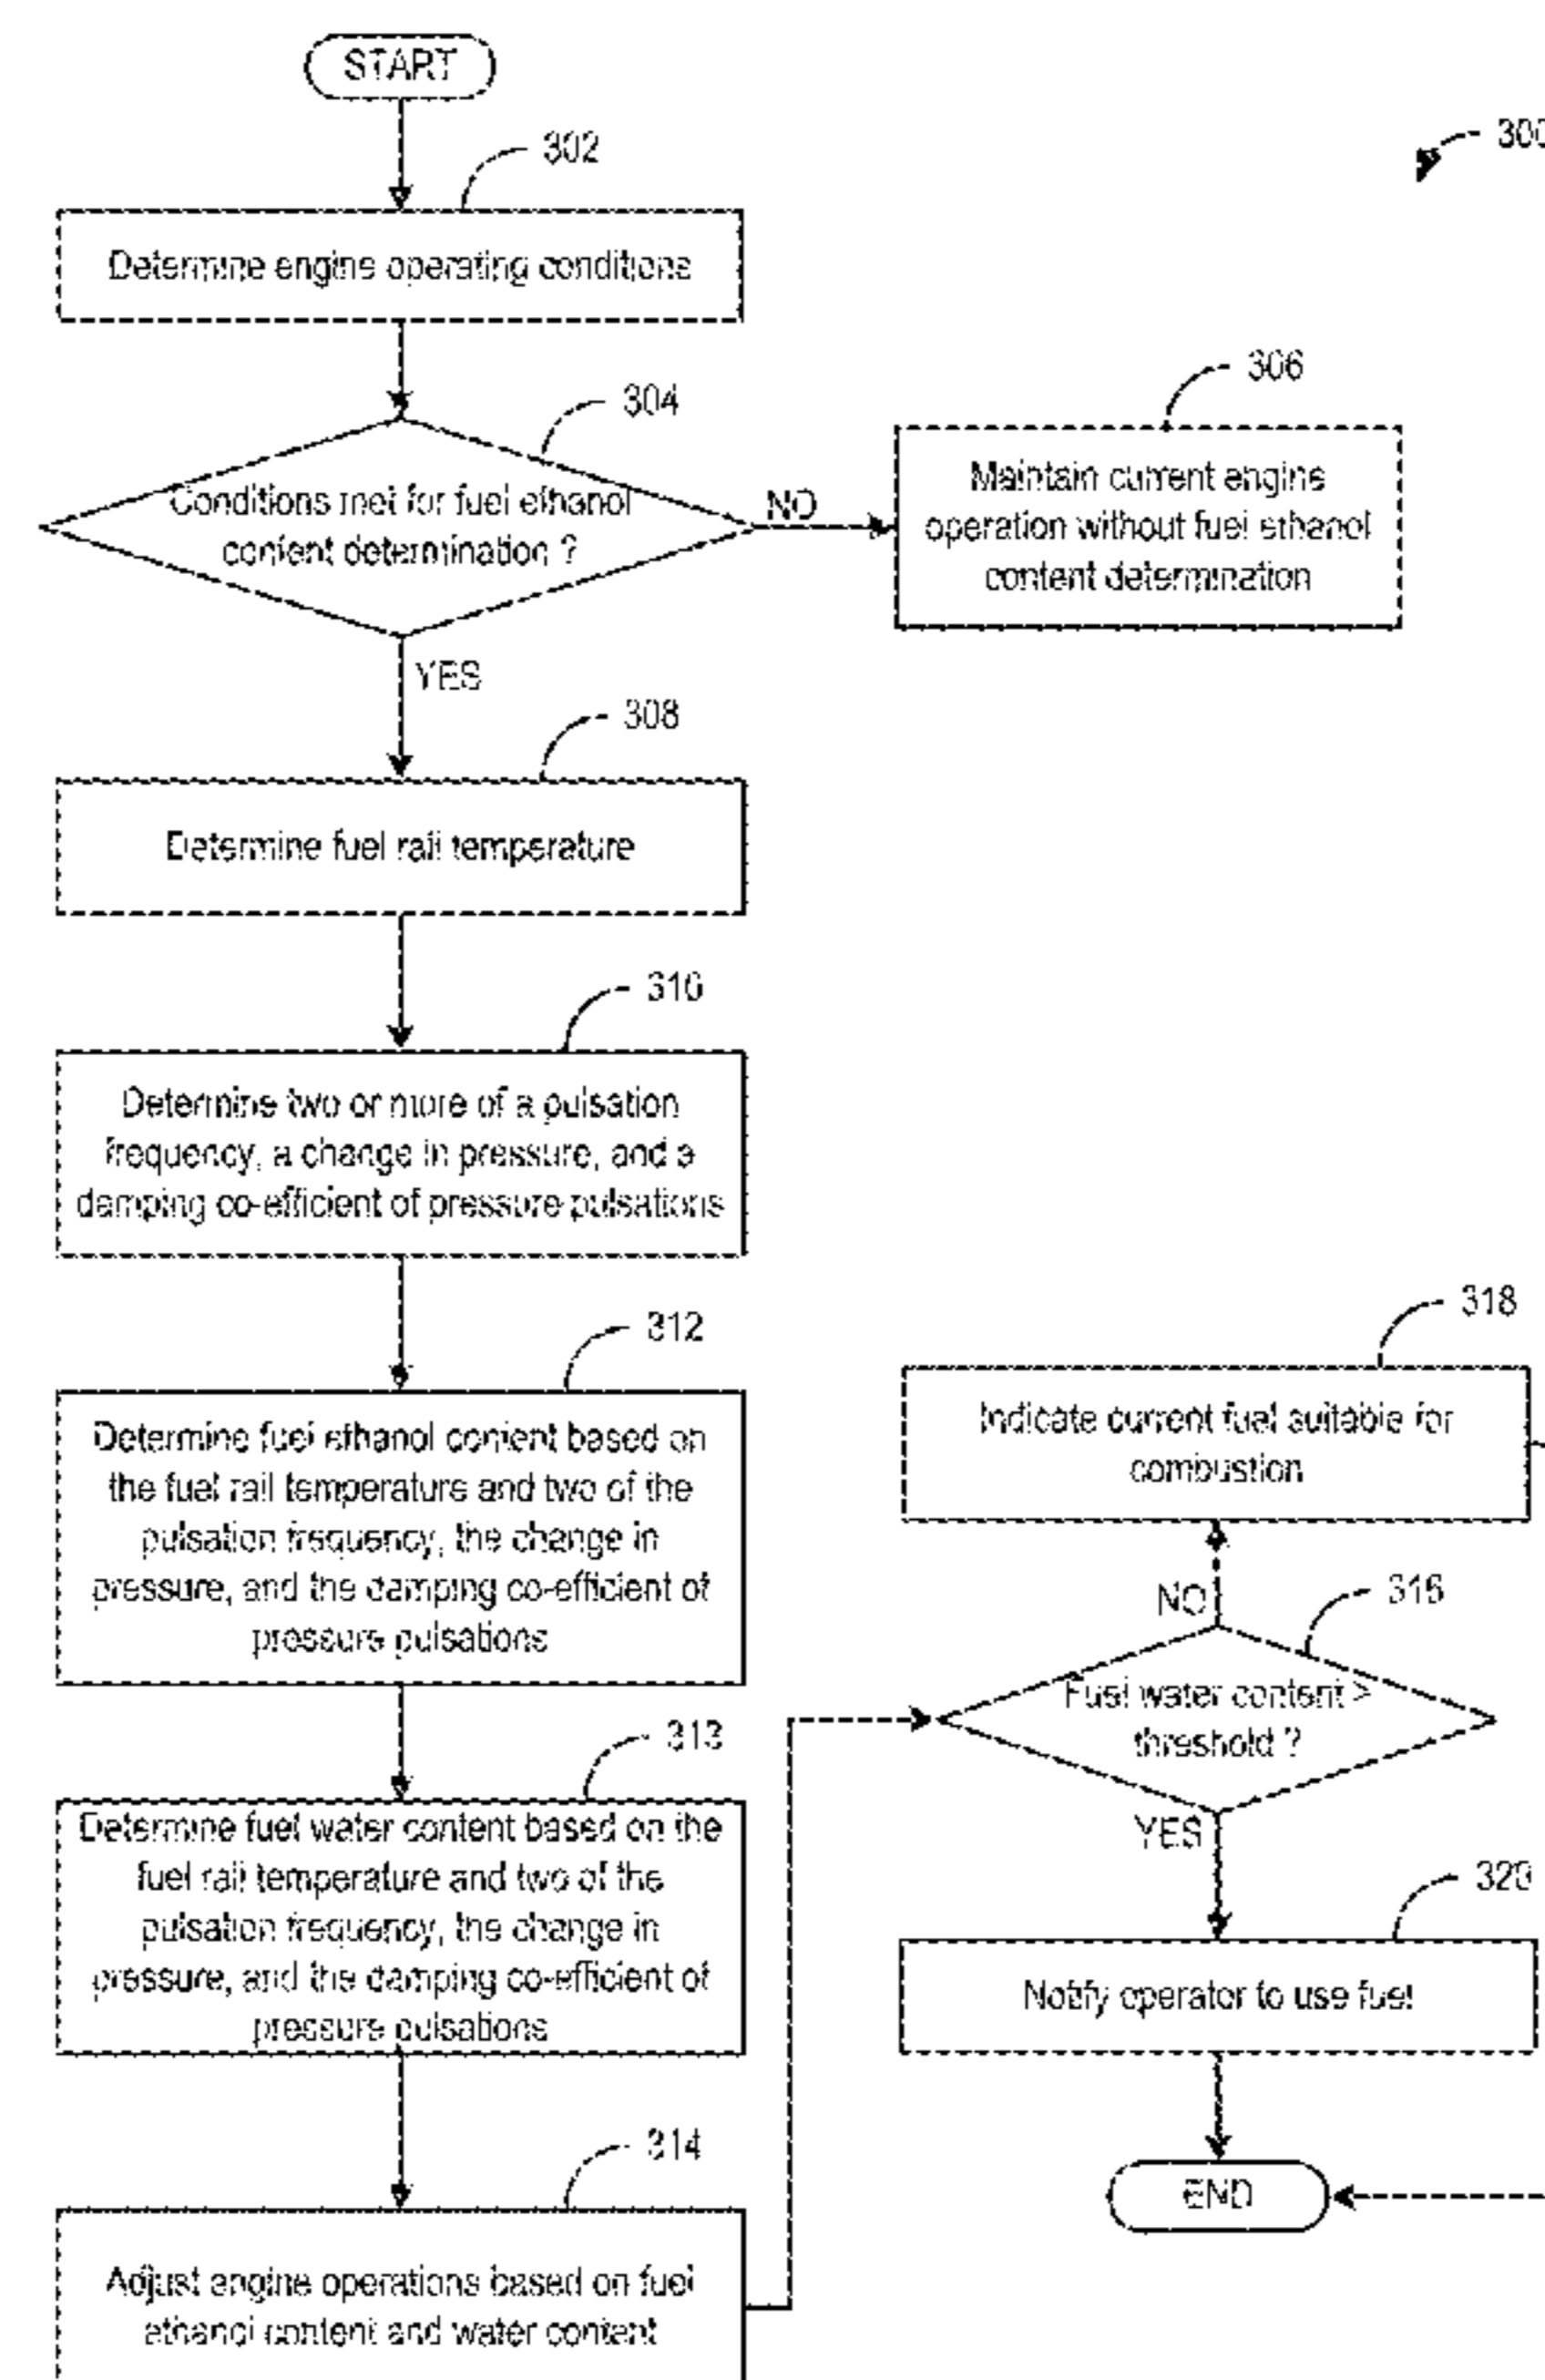 START
302
300
Determine engine operating conditions
304
306
Conditions met for fuel ethanol
content determination ?
NO
Maintain current engine
operation without fuel ethanol
content determination
YES
308
Determine fuel rail temperature
310
Determine two or more of a pulsation
frequency, a change in pressure, and a
damping co-efficient of pressure pulsations
312
Determine fuel ethanol content based on
the fuel rail temperature and two of the
pulsation frequency, the change in
pressure, and the damping co-efficient of
pressure pulsations
313
Determine fuel water content based on the
fuel rail temperature and two of the
pulsation frequency, the change in
pressure, and the damping co-efficient of
pressure pulsations
314
Adjust engine operations based on fuel
ethanol content and water content
318
Indicate current fuel suitable for
combustion
NO
316
Fuel water content >
threshold ?
YES
320
Notify operator to use fuel
END